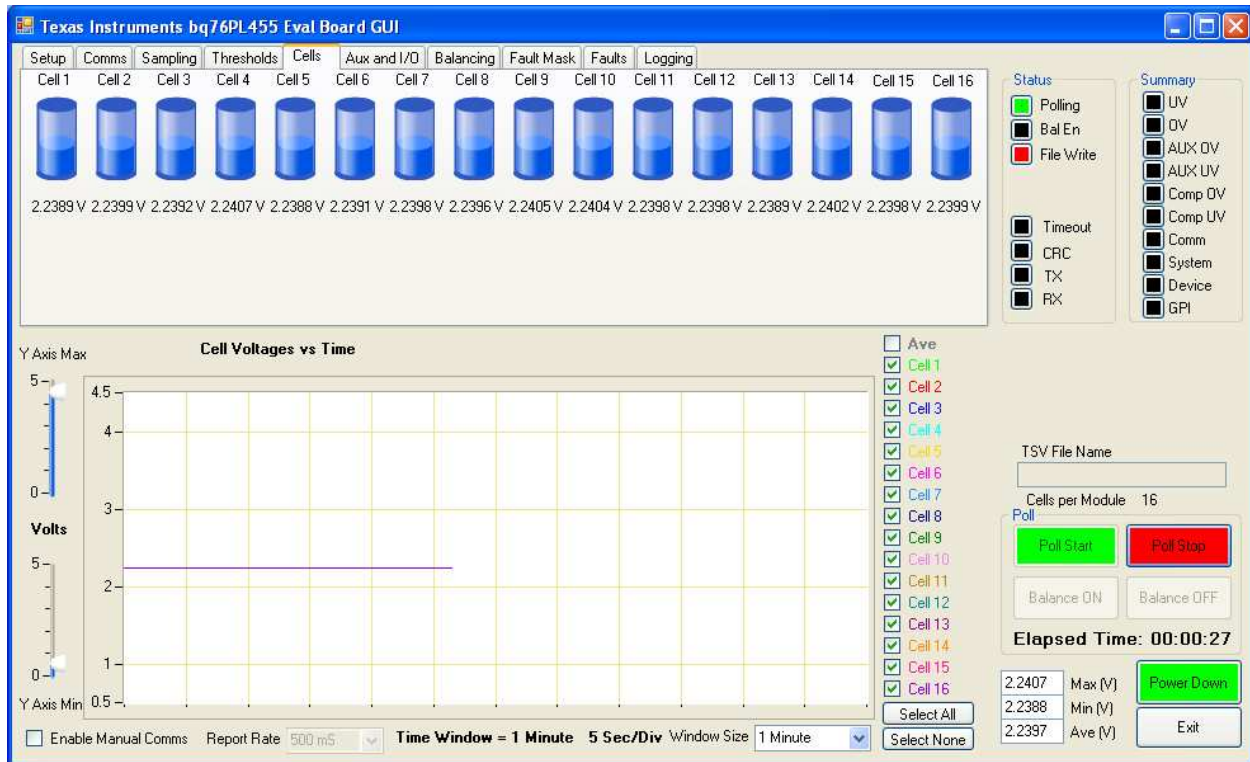 Texas Instruments bq76PL455 Eval Board GUI
Setup Comms Sampling Thresholds Cells Aux and I/O Balancing Fault Mask Faults Logging
Cell 1 Cell 2 Cell 3 Cell 4 Cell 5 Cell 6 Cell 7 Cell 8 Cell 9 Cell 10 Cell 11 Cell 12 Cell 13 Cell 14 Cell 15 Cell 16
2.2389 V 2.2399 V 2.2392 V 2.2407 V 2.2388 V 2.2391 V 2.2398 V 2.2396 V 2.2405 V 2.2404 V 2.2398 V 2.2398 V 2.2389 V 2.2402 V 2.2398 V 2.2399 V
Status
Polling
Bal En
File Write
Timeout
CRC
TX
RX
Summary
UV
OV
AUX OV
AUX UV
Comp OV
Comp UV
Comm
System
Device
GPI
Y Axis Max
5
0
Volts
5
0
Y Axis Min
Cell Voltages vs Time
4.5
4
3
2
1
0.5
Ave
Cell 1
Cell 2
Cell 3
Cell 4
Cell 5
Cell 6
Cell 7
Cell 8
Cell 9
Cell 10
Cell 11
Cell 12
Cell 13
Cell 14
Cell 15
Cell 16
Select All
Select None
Enable Manual Comms Report Rate 500 mS Time Window = 1 Minute 5 Sec/Div Window Size 1 Minute
TSV File Name
Cells per Module 16
Poll
Poll Start Poll Stop
Balance ON Balance OFF
Elapsed Time: 00:00:27
2.2407 Max (V)
2.2388 Min (V)
2.2397 Ave (V)
Power Down
Exit